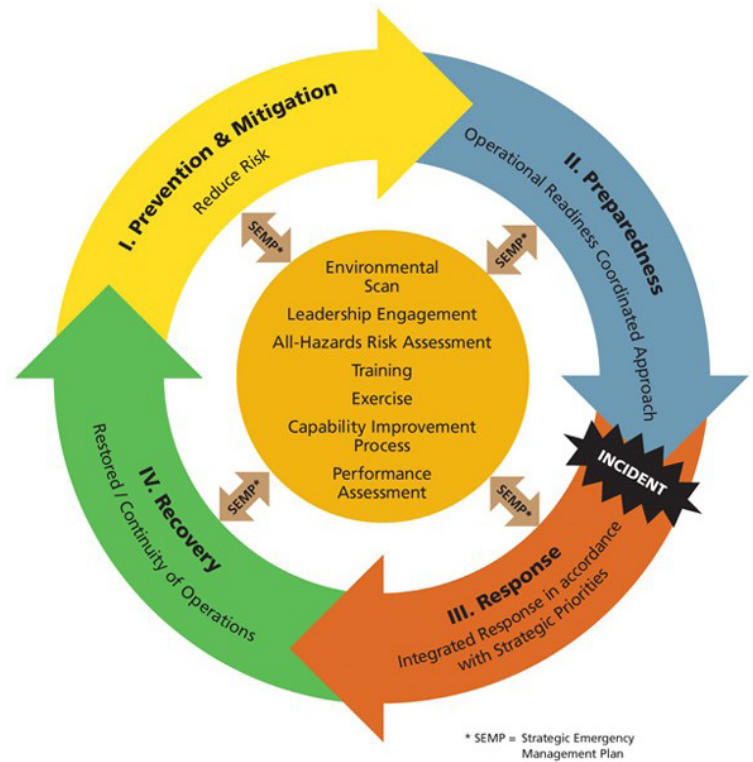 I. Prevention & Mitigation
Reduce Risk
II. Preparedness
Operational Readiness Coordinated Approach
INCIDENT
III. Response
Integrated Response in accordance
with Strategic Priorities
IV. Recovery
Restored / Continuity of Operations
SEMP*
SEMP*
SEMP*
SEMP*
Environmental
Scan
Leadership Engagement
All-Hazards Risk Assessment
Training
Exercise
Capability Improvement
Process
Performance
Assessment
* SEMP = Strategic Emergency
Management Plan